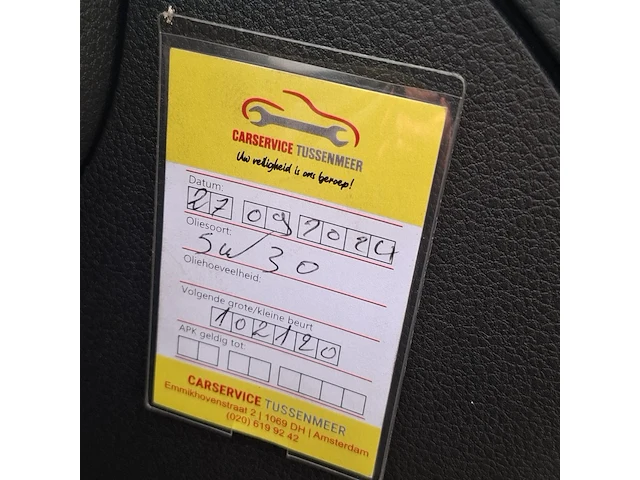 CARSERVICE TUSSENMEER
Uw veiligheid is ons beroep!
Datum:
27 09 2024
Oliesoort:
5w/30
Oliehoeveelheid:
Volgende grote/kleine beurt
102120
APK geldig tot:
CARSERVICE TUSSENMEER
Emmikhovenstraat 2 | 1069 DH | Amsterdam
(020) 619 92 42